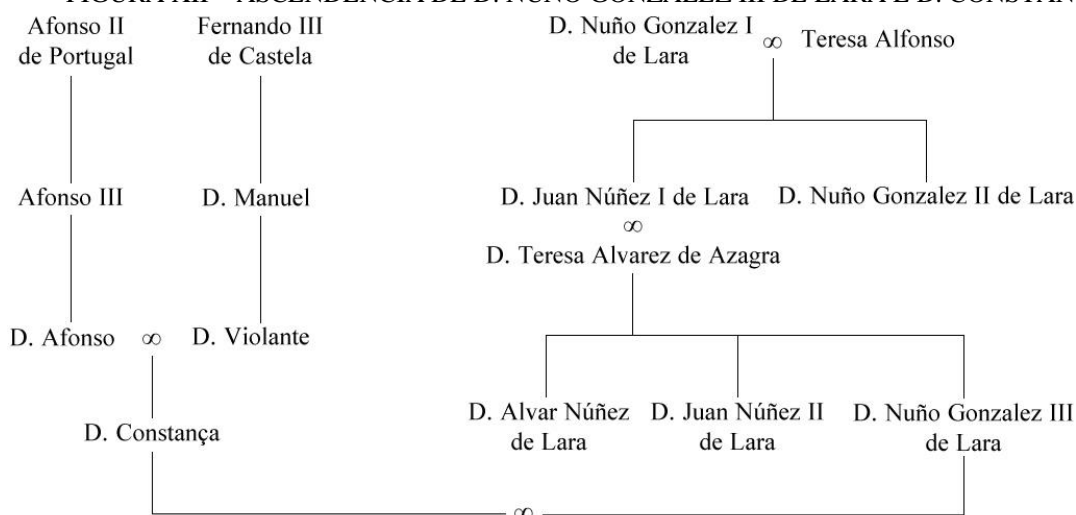 Afonso II
de Portugal
Fernando III
de Castela
D. Nuño Gonzalez I
de Lara
∞ Teresa Alfonso
Afonso III
D. Manuel
D. Juan Núñez I de Lara
D. Nuño Gonzalez II de Lara
∞
D. Teresa Alvarez de Azagra
D. Afonso ∞ D. Violante
D. Constança
D. Alvar Núñez
de Lara
D. Juan Núñez II
de Lara
D. Nuño Gonzalez III
de Lara
∞